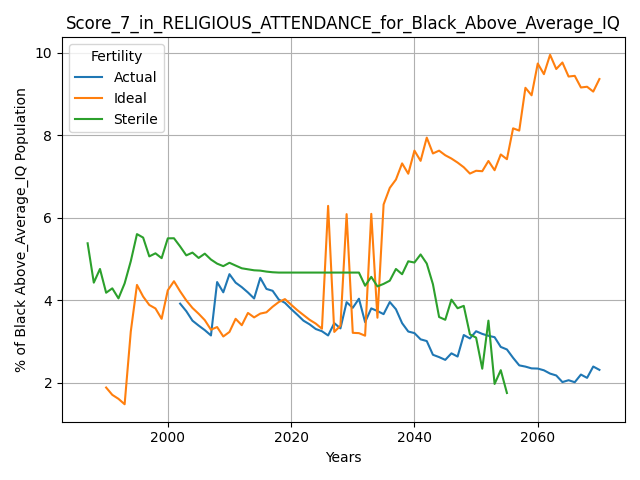 Score_7_in_RELIGIOUS_ATTENDANCE_for_Black_Above_Average_IQ
Fertility
Actual
Ideal
Sterile
% of Black Above_Average_IQ Population
10
8
6
4
2
2000
2020
2040
2060
Years